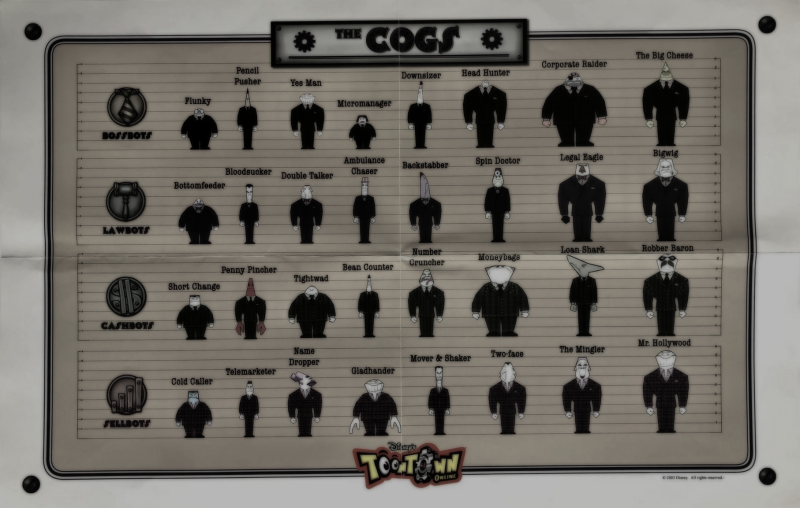 THE COGS
Pencil
Pusher
Flunky
Yes Man
Micromanager
Downsizer
Head Hunter
Corporate Raider
The Big Cheese
BOSSBOTS
Bottomfeeder
Bloodsucker
Double Talker
Ambulance
Chaser
Backstabber
Spin Doctor
Legal Eagle
Bigwig
LAWBOTS
Short Change
Penny Pincher
Tightwad
Bean Counter
Number
Cruncher
Moneybags
Loan Shark
Robber Baron
CASHBOTS
Cold Caller
Telemarketer
Name
Dropper
Gladhander
Mover & Shaker
Two-face
The Mingler
Mr. Hollywood
SELLBOTS
Disney's
TOONTOWN
ONLINE